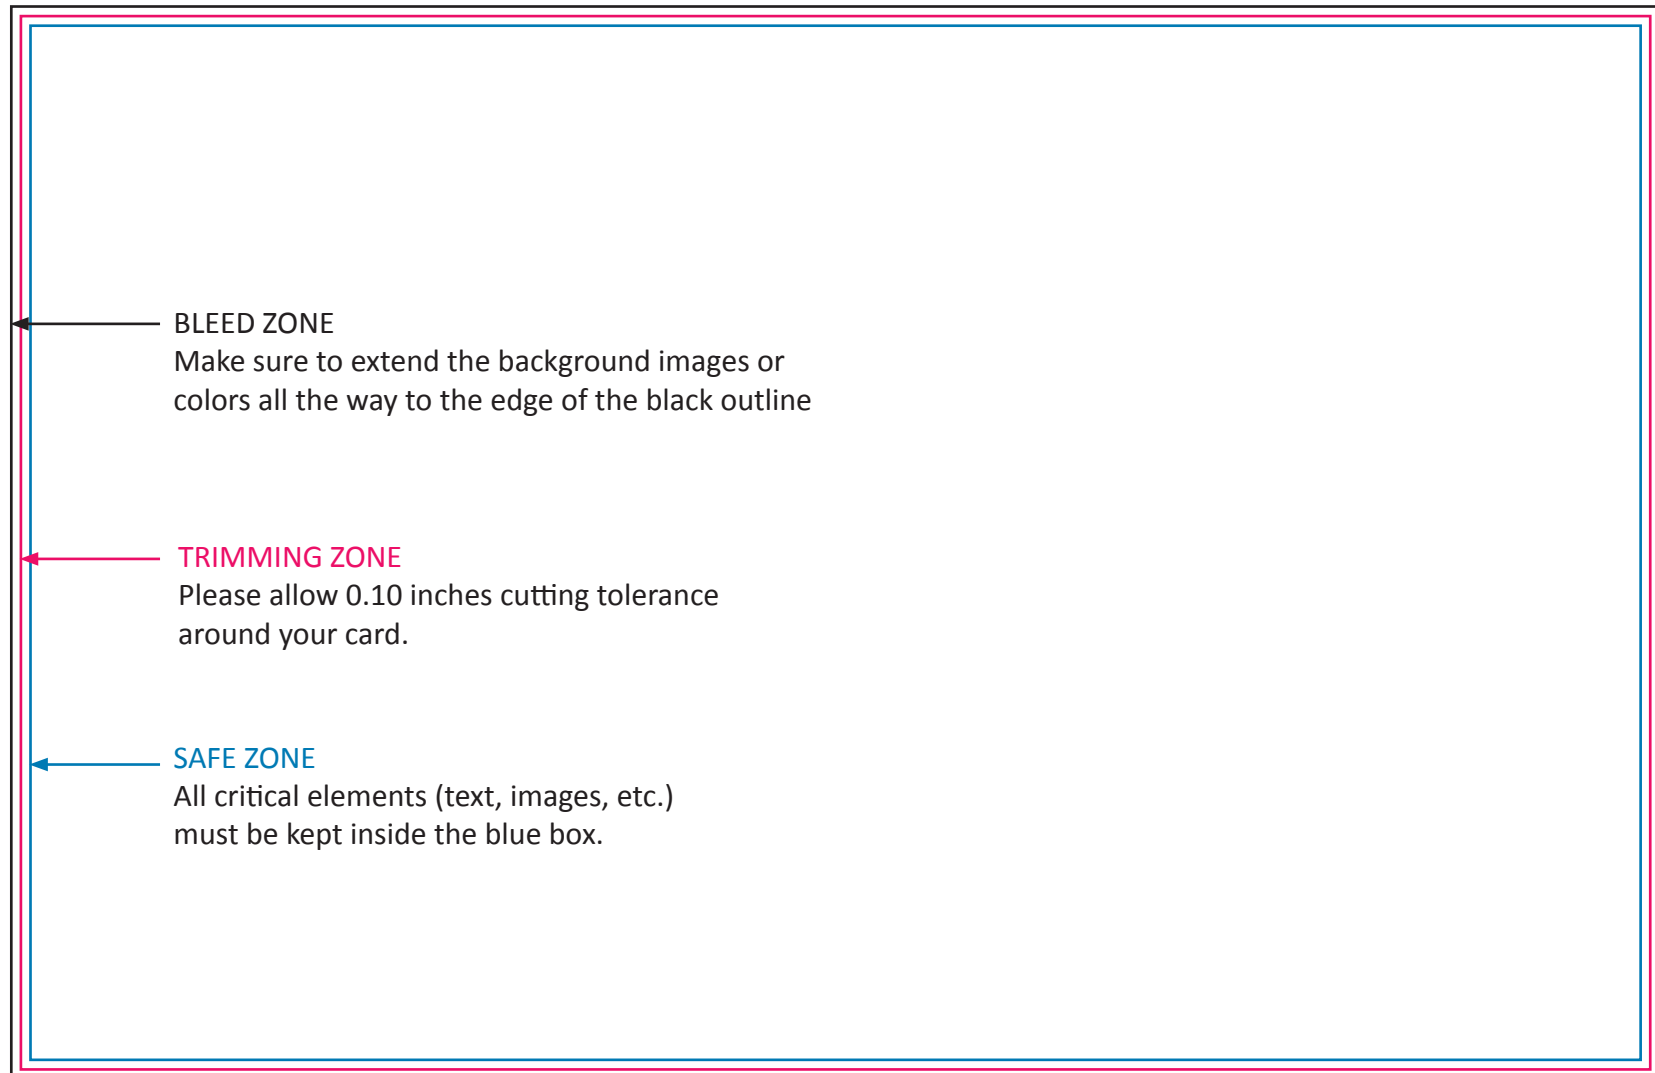 BLEED ZONE
Make sure to extend the background images or
colors all the way to the edge of the black outline
TRIMMING ZONE
Please allow 0.10 inches cutting tolerance
around your card.
SAFE ZONE
All critical elements (text, images, etc.)
must be kept inside the blue box.